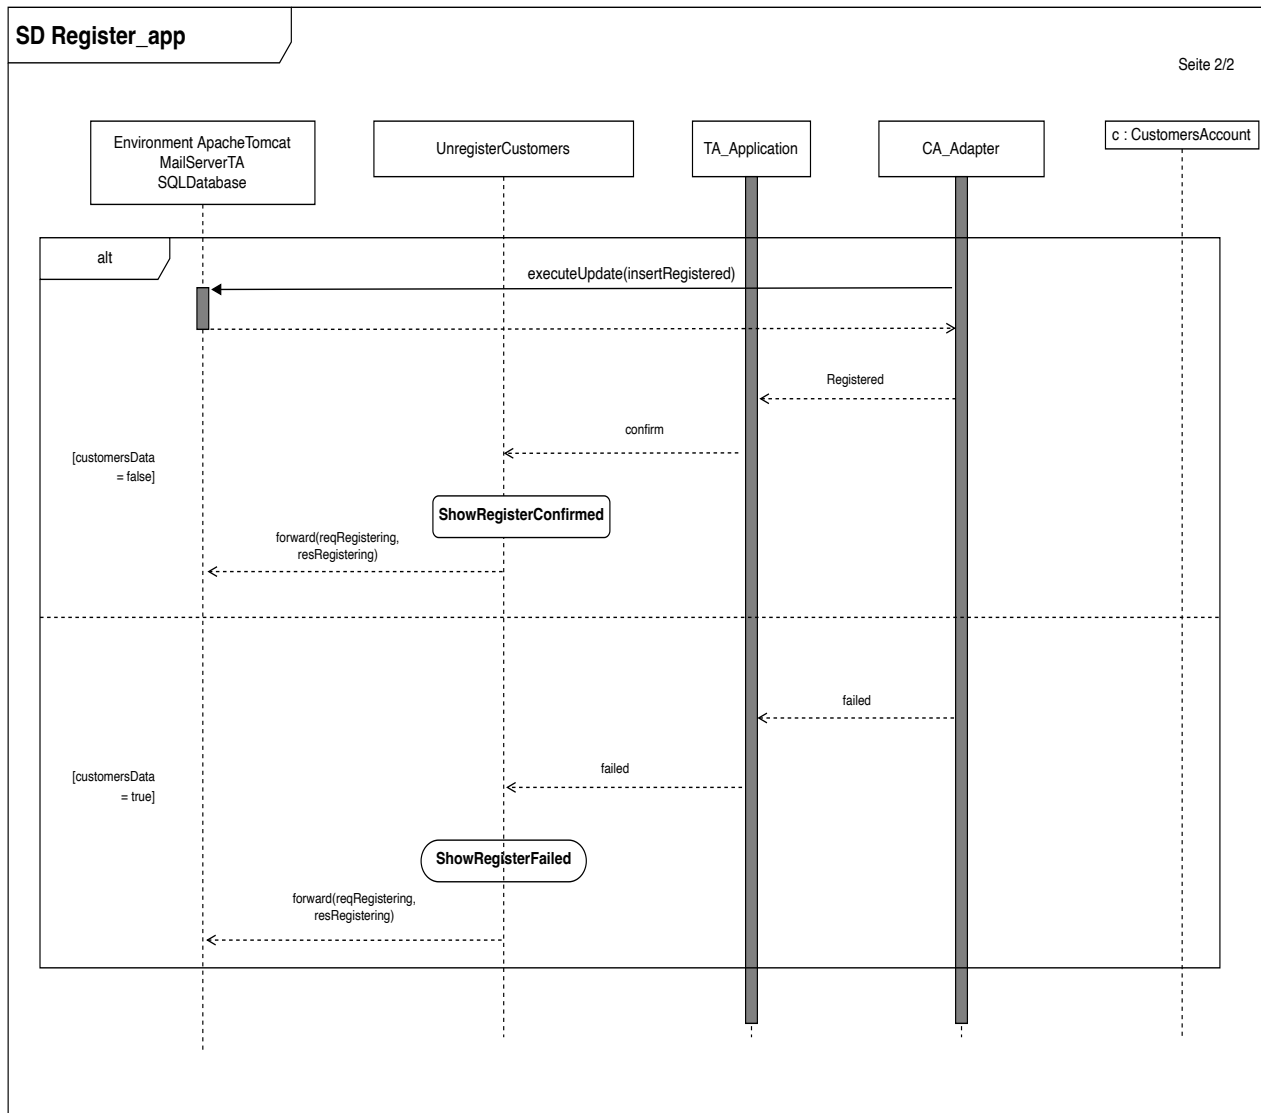 SD Register_app
Seite 2/2
Environment ApacheTomcat
MailServerTA
SQLDatabase
UnregisterCustomers
TA_Application
CA_Adapter
c : CustomersAccount
alt
executeUpdate(insertRegistered)
Registered
confirm
[customersData
= false]
ShowRegisterConfirmed
forward(reqRegistering,
resRegistering)
failed
failed
[customersData
= true]
ShowRegisterFailed
forward(reqRegistering,
resRegistering)